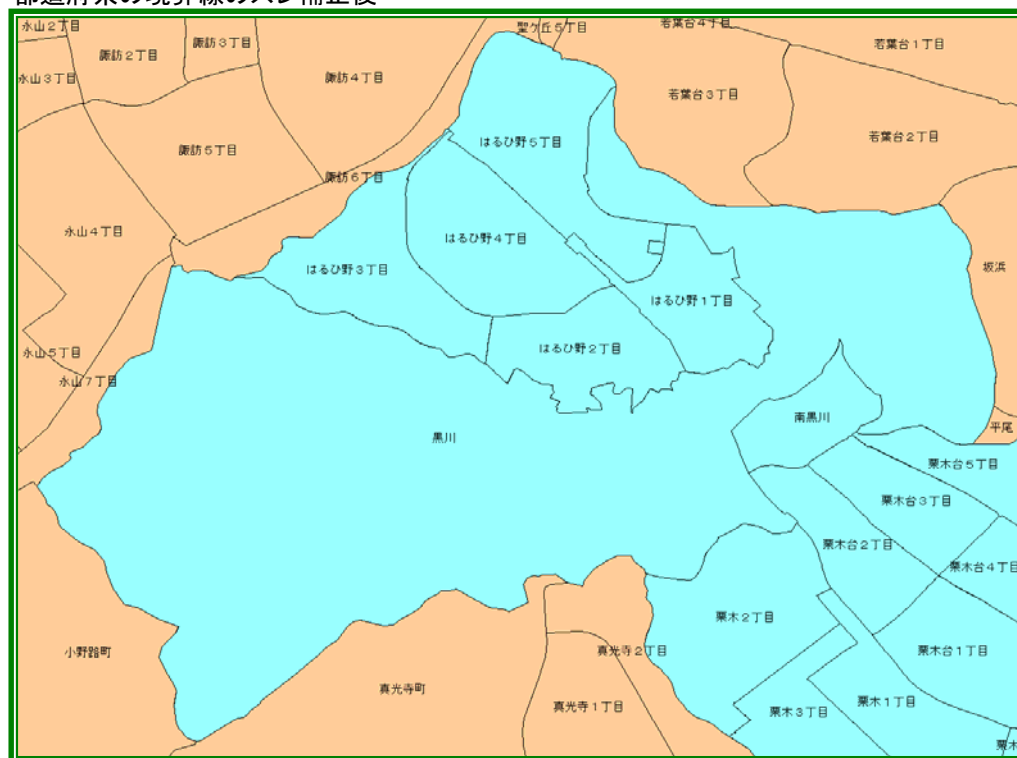 都道府県の境界線のズレ補正後
永山２丁目
諏訪３丁目
聖ケ丘５丁目
若葉台４丁目
若葉台１丁目
諏訪２丁目
永山３丁目
諏訪４丁目
若葉台３丁目
若葉台２丁目
諏訪５丁目
はるひ野５丁目
諏訪６丁目
永山４丁目
はるひ野４丁目
はるひ野３丁目
坂浜
はるひ野１丁目
永山５丁目
はるひ野２丁目
永山７丁目
南黒川
平尾
黒川
栗木台５丁目
栗木台３丁目
栗木台２丁目
栗木台４丁目
栗木２丁目
小野路町
真光寺２丁目
栗木台１丁目
真光寺町
真光寺１丁目
栗木３丁目
栗木１丁目
栗木